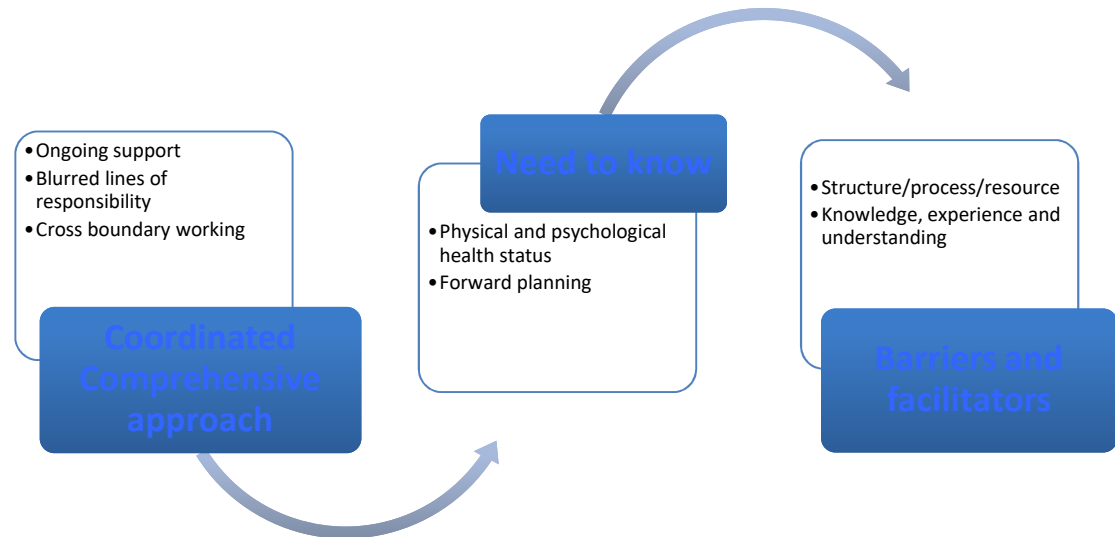 •Ongoing support
•Blurred lines of
responsibility
•Cross boundary working
Coordinated
Comprehensive
approach
Need to know
•Physical and psychological
health status
•Forward planning
•Structure/process/resource
•Knowledge, experience and
understanding
Barriers and
facilitators